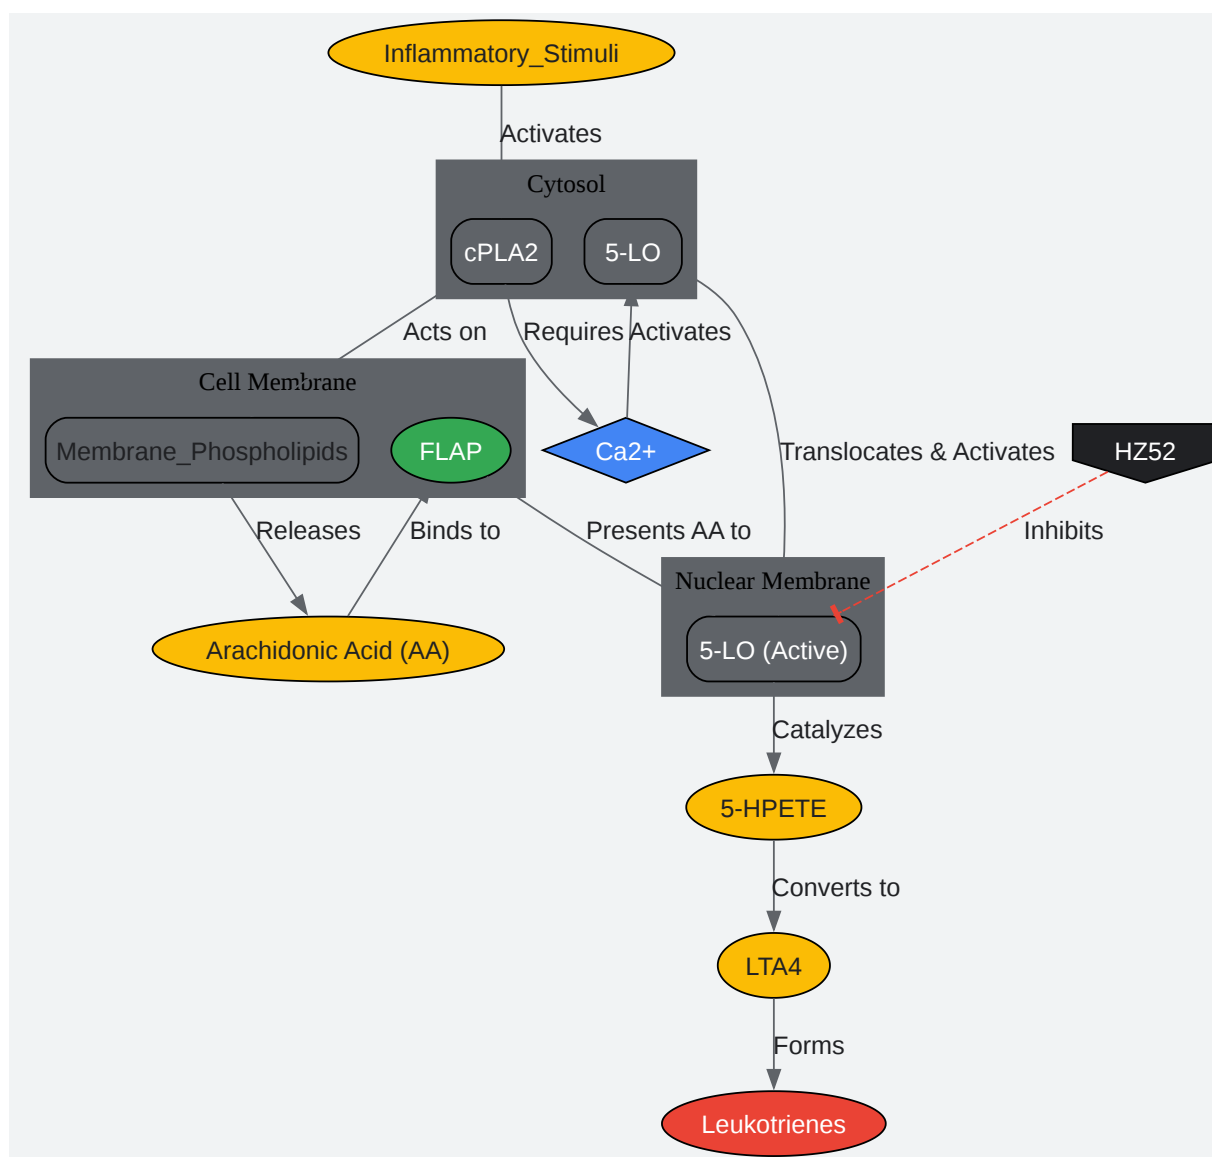 Inflammatory_Stimuli
Activates
Cytosol
cPLA2
5-LO
Acts on
Requires
Activates
Cell Membrane
Membrane_Phospholipids
FLAP
Ca2+
Translocates & Activates
HZ52
Releases
Binds to
Presents AA to
Inhibits
Nuclear Membrane
Arachidonic Acid (AA)
5-LO (Active)
Catalyzes
5-HPETE
Converts to
LTA4
Forms
Leukotrienes